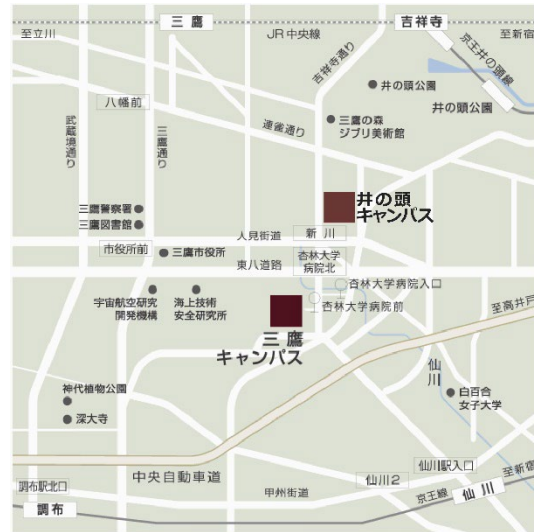 三鷹
吉祥寺
至立川
JR中央線
至新宿
吉祥寺通り
京王井の頭線
井の頭公園
井の頭公園
八幡前
三鷹の森
ジブリ美術館
連雀通り
武蔵境通り
三鷹通り
井の頭
キャンパス
三鷹警察署
三鷹図書館
人見街道
新川
市役所前
三鷹市役所
東八道路
杏林大学
病院北
杏林大学病院入口
宇宙航空研究
開発機構
海上技術
安全研究所
杏林大学病院前
至高井戸
三鷹
キャンパス
仙川
神代植物公園
白百合
女子大学
深大寺
中央自動車道
仙川駅入口
調布駅北口
仙川2
甲州街道
至新宿
調布
京王線
仙川